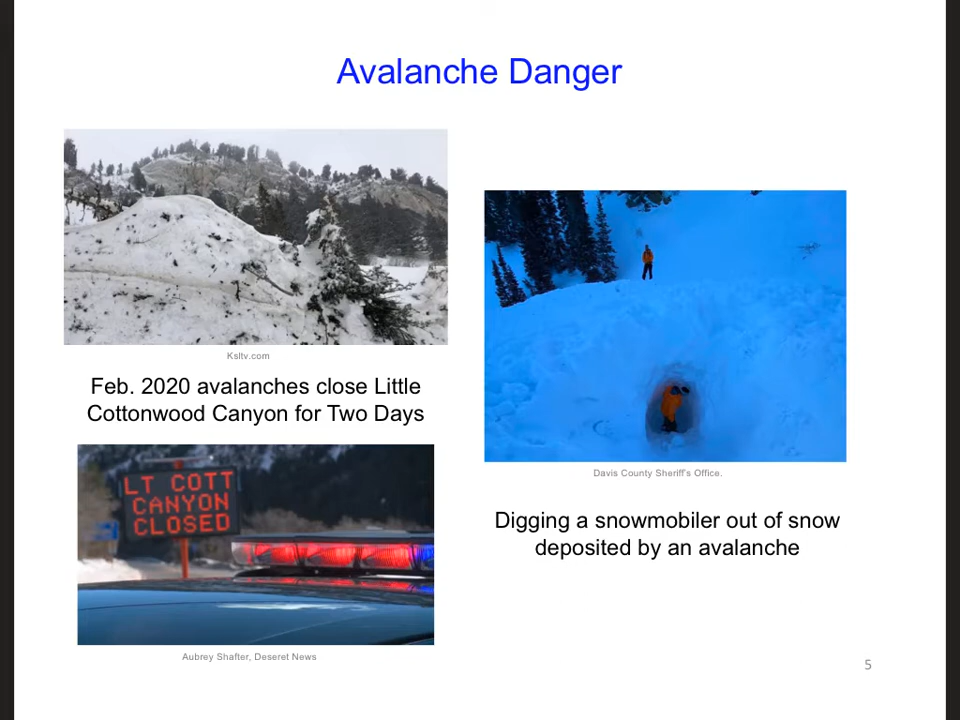 Avalanche Danger
Ksltv.com
Feb. 2020 avalanches close Little
Cottonwood Canyon for Two Days
LT COTT
CANYON
CLOSED
Aubrey Shafter, Deseret News
Davis County Sheriff's Office.
Digging a snowmobiler out of snow
deposited by an avalanche
5